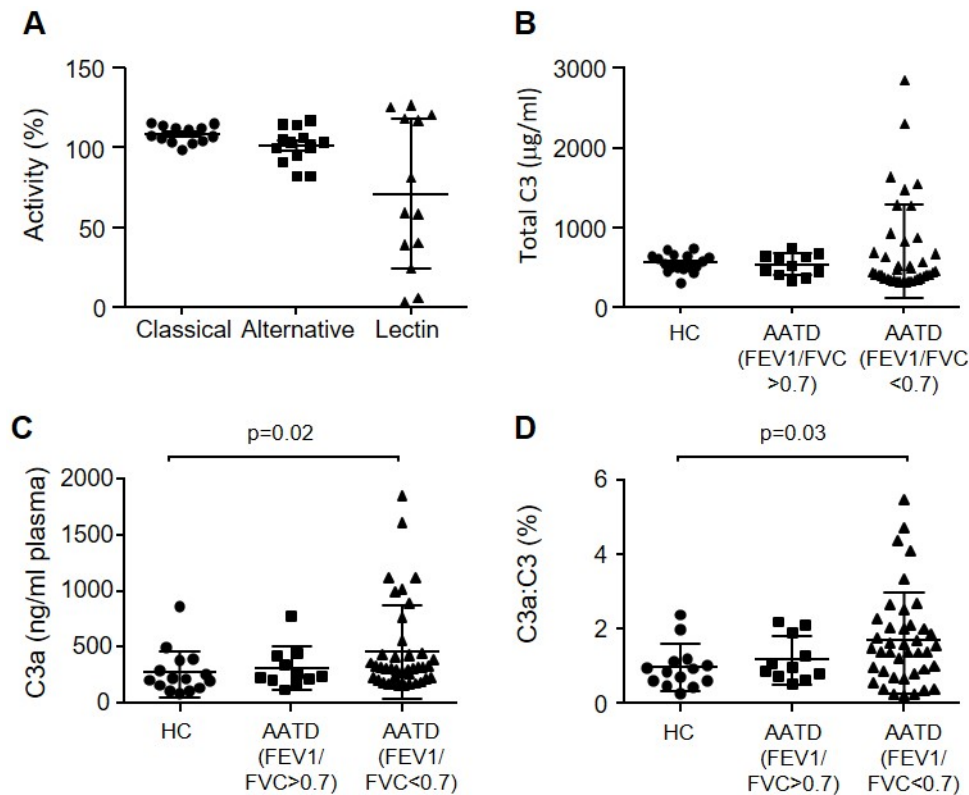 A
Activity (%)
150
100
50
0
Classical Alternative Lectin
B
Total C3 (µg/ml)
3000
2000
1000
0
HC
AATD
(FEV1/FVC
>0.7)
AATD
(FEV1/FVC
<0.7)
C
p=0.02
C3a (ng/ml plasma)
2000
1500
1000
500
0
HC
AATD
(FEV1/
FVC>0.7)
AATD
(FEV1/
FVC<0.7)
D
p=0.03
C3a:C3 (%)
6
4
2
0
HC
AATD
(FEV1/
FVC>0.7)
AATD
(FEV1/
FVC<0.7)